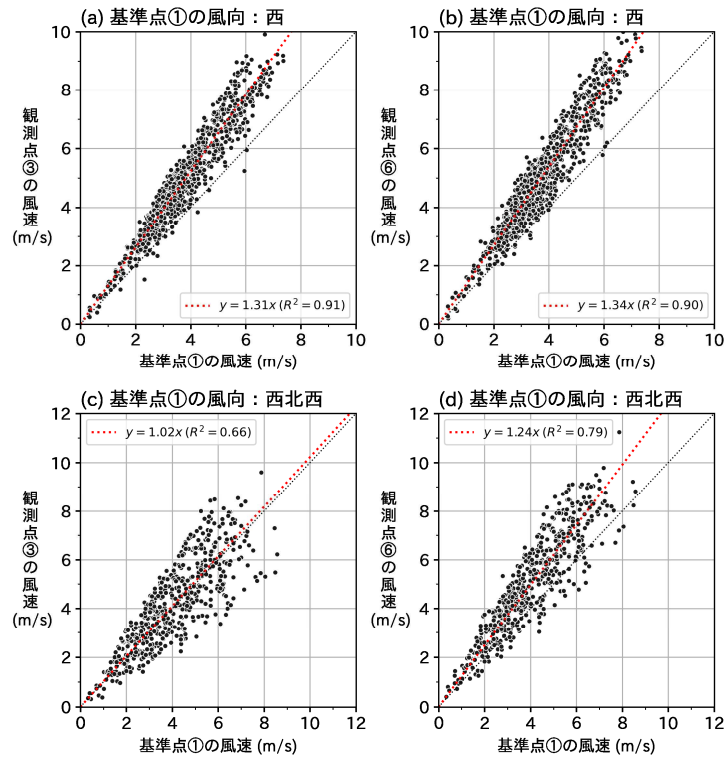 (a) 基準点①の風向：西
観測点③の風速
(m/s)
10
8
6
4
2
0
y = 1.31x (R² = 0.91)
0 2 4 6 8 10
基準点①の風速 (m/s)
(b) 基準点①の風向：西
観測点⑥の風速
(m/s)
10
8
6
4
2
0
y = 1.34x (R² = 0.90)
0 2 4 6 8 10
基準点①の風速 (m/s)
(c) 基準点①の風向：西北西
観測点③の風速
(m/s)
12
10
8
6
4
2
0
y = 1.02x (R² = 0.66)
0 2 4 6 8 10 12
基準点①の風速 (m/s)
(d) 基準点①の風向：西北西
観測点⑥の風速
(m/s)
12
10
8
6
4
2
0
y = 1.24x (R² = 0.79)
0 2 4 6 8 10 12
基準点①の風速 (m/s)